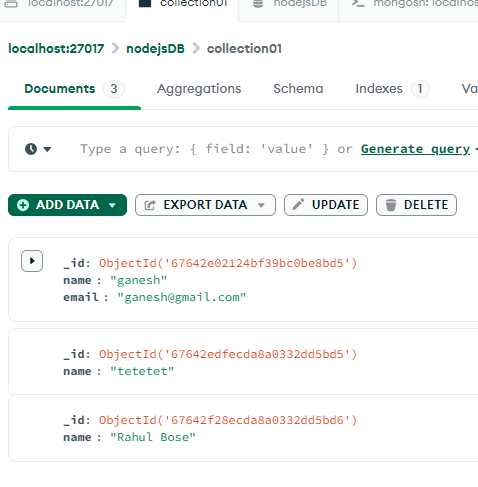 localhost:27017 collection01 nodejsDB mongosh: localhos
localhost:27017 > nodejsDB > collection01
Documents 3 Aggregations Schema Indexes 1 Va
Type a query: { field: 'value' } or Generate query
ADD DATA EXPORT DATA UPDATE DELETE
_id: ObjectId('67642e02124bf39bc0be8bd5')
name : "ganesh"
email : "ganesh@gmail.com"
_id: ObjectId('67642edfecda8a0332dd5bd5')
name : "tetetet"
_id: ObjectId('67642f28ecda8a0332dd5bd6')
name : "Rahul Bose"